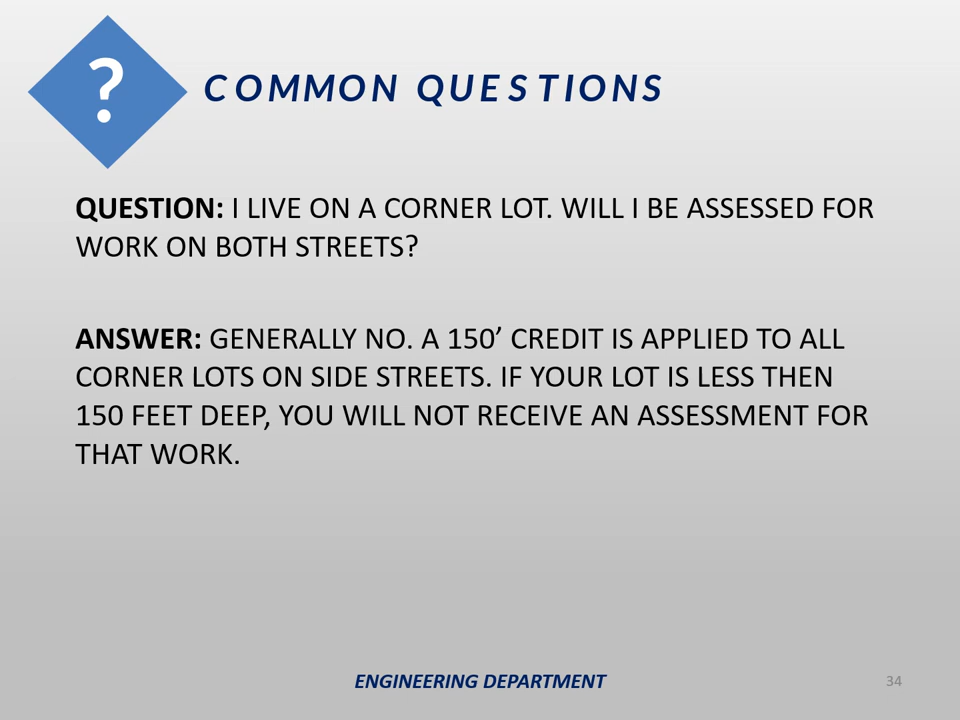 ?
COMMON QUESTIONS
QUESTION: I LIVE ON A CORNER LOT. WILL I BE ASSESSED FOR
WORK ON BOTH STREETS?
ANSWER: GENERALLY NO. A 150’ CREDIT IS APPLIED TO ALL
CORNER LOTS ON SIDE STREETS. IF YOUR LOT IS LESS THEN
150 FEET DEEP, YOU WILL NOT RECEIVE AN ASSESSMENT FOR
THAT WORK.
ENGINEERING DEPARTMENT
34